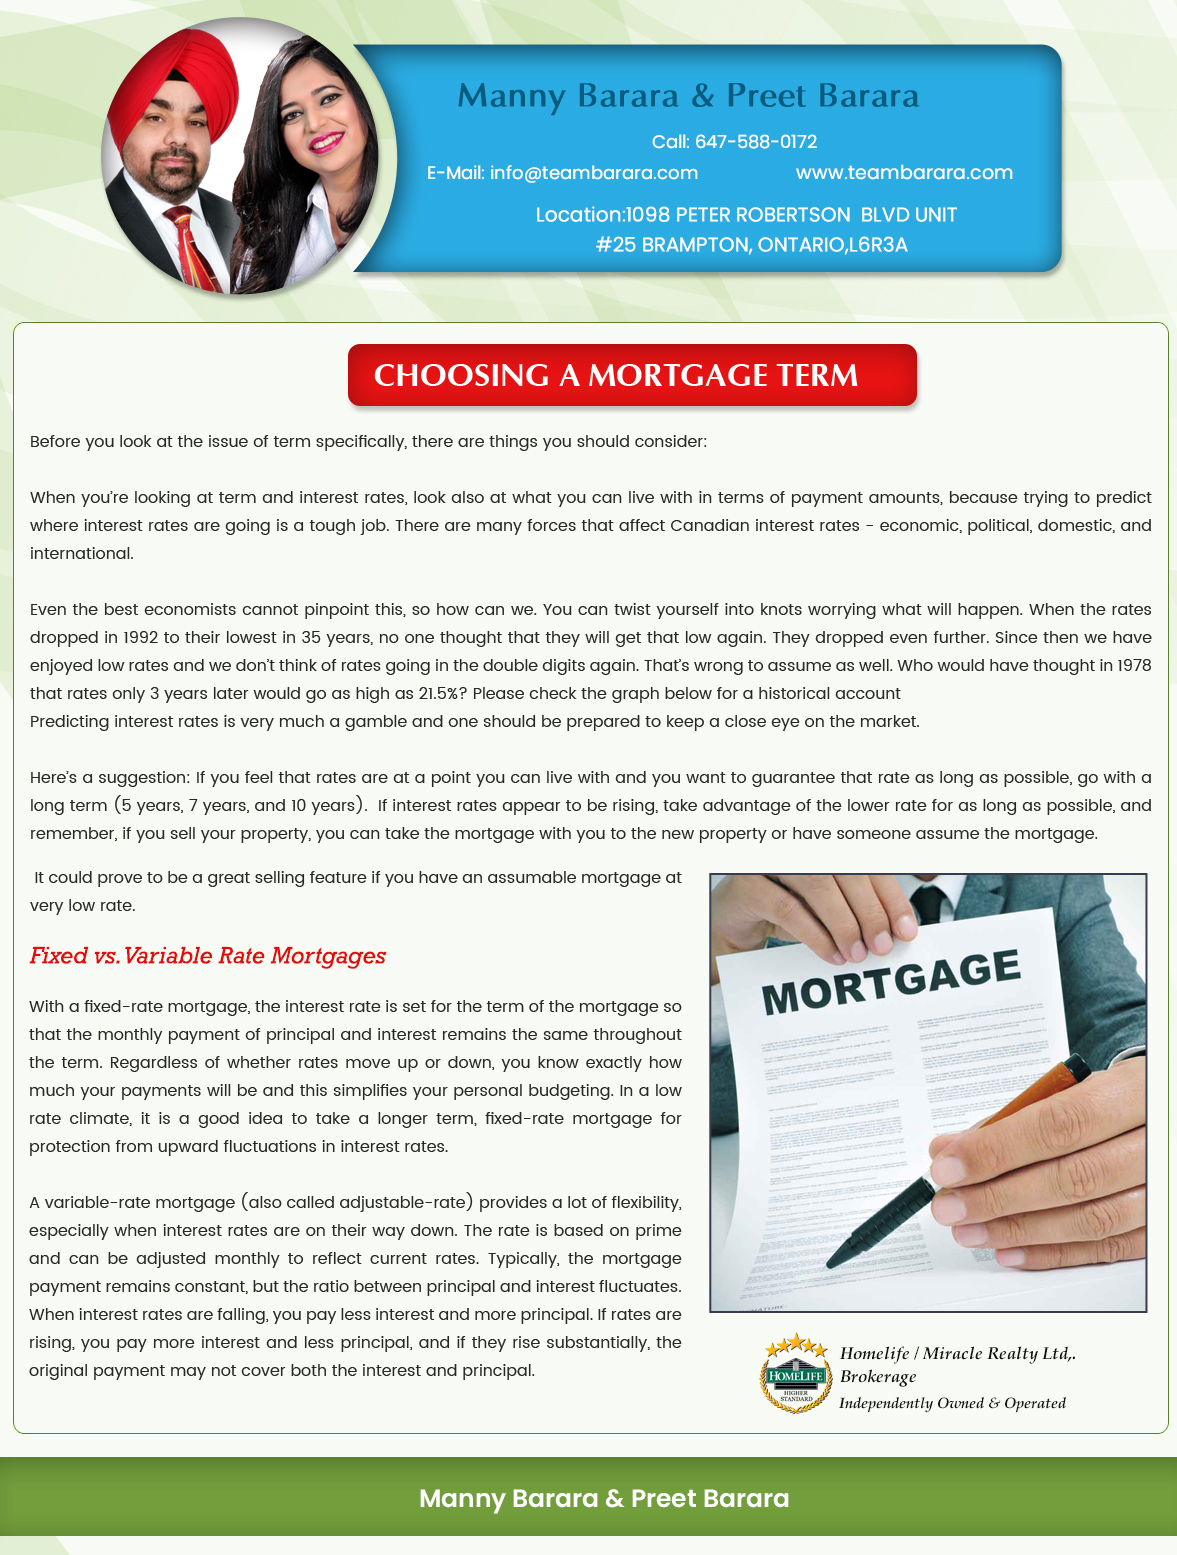 Manny Barara & Preet Barara
Call: 647-588-0172
E-Mail: info@teambarara.com www.teambarara.com
Location:1098 PETER ROBERTSON BLVD UNIT
#25 BRAMPTON, ONTARIO,L6R3A
CHOOSING A MORTGAGE TERM
Before you look at the issue of term specifically, there are things you should consider:
When you're looking at term and interest rates, look also at what you can live with in terms of payment amounts, because trying to predict
where interest rates are going is a tough job. There are many forces that affect Canadian interest rates - economic, political, domestic, and
international.
Even the best economists cannot pinpoint this, so how can we. You can twist yourself into knots worrying what will happen. When the rates
dropped in 1992 to their lowest in 35 years, no one thought that they will get that low again. They dropped even further. Since then we have
enjoyed low rates and we don't think of rates going in the double digits again. That's wrong to assume as well. Who would have thought in 1978
that rates only 3 years later would go as high as 21.5%? Please check the graph below for a historical account
Predicting interest rates is very much a gamble and one should be prepared to keep a close eye on the market.
Here's a suggestion: If you feel that rates are at a point you can live with and you want to guarantee that rate as long as possible, go with a
long term (5 years, 7 years, and 10 years). If interest rates appear to be rising, take advantage of the lower rate for as long as possible, and
remember, if you sell your property, you can take the mortgage with you to the new property or have someone assume the mortgage.
It could prove to be a great selling feature if you have an assumable mortgage at
very low rate.
Fixed vs. Variable Rate Mortgages
With a fixed-rate mortgage, the interest rate is set for the term of the mortgage so
that the monthly payment of principal and interest remains the same throughout
the term. Regardless of whether rates move up or down, you know exactly how
much your payments will be and this simplifies your personal budgeting. In a low
rate climate, it is a good idea to take a longer term, fixed-rate mortgage for
protection from upward fluctuations in interest rates.
A variable-rate mortgage (also called adjustable-rate) provides a lot of flexibility,
especially when interest rates are on their way down. The rate is based on prime
and can be adjusted monthly to reflect current rates. Typically, the mortgage
payment remains constant, but the ratio between principal and interest fluctuates.
When interest rates are falling, you pay less interest and more principal. If rates are
rising, you pay more interest and less principal, and if they rise substantially, the
original payment may not cover both the interest and principal.
MORTGAGE
HOMELIFE
HIGHER
STANDARD
Homelife / Miracle Realty Ltd,.
Brokerage
Independently Owned & Operated
Manny Barara & Preet Barara